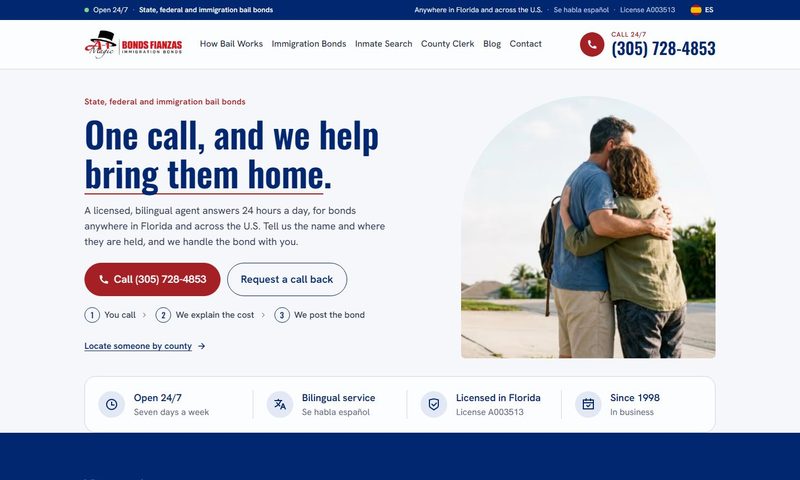 Open 24/7 · State, federal and immigration bail bonds
Anywhere in Florida and across the U.S. · Se habla español · License A003513
ES
A1 Magic BONDS FIANZAS
IMMIGRATION BONDS
How Bail Works
Immigration Bonds
Inmate Search
County Clerk
Blog
Contact
CALL 24/7
(305) 728-4853
State, federal and immigration bail bonds
One call, and we help
bring them home.
A licensed, bilingual agent answers 24 hours a day, for bonds
anywhere in Florida and across the U.S. Tell us the name and where
they are held, and we handle the bond with you.
Call (305) 728-4853
Request a call back
1 You call
2 We explain the cost
3 We post the bond
Locate someone by county
Open 24/7
Seven days a week
Bilingual service
Se habla español
Licensed in Florida
License A003513
Since 1998
In business